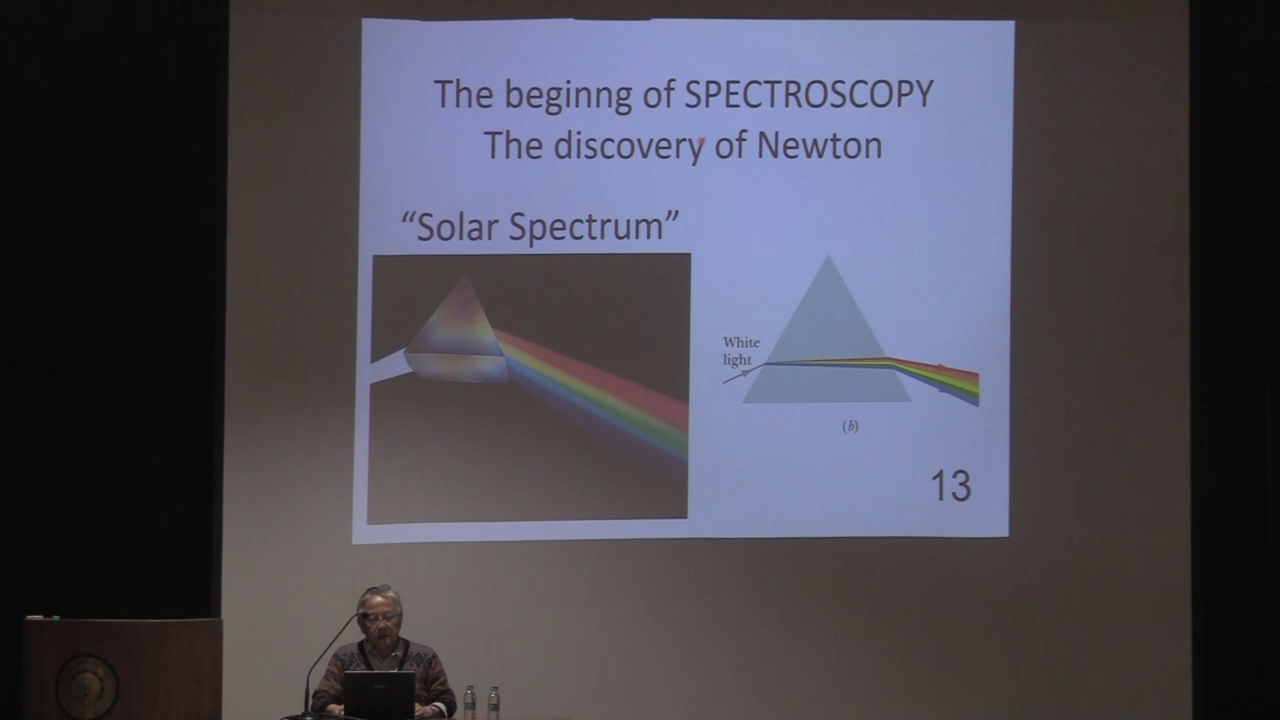 The beginng of SPECTROSCOPY
The discovery of Newton
“Solar Spectrum”
White
light
(b)
13